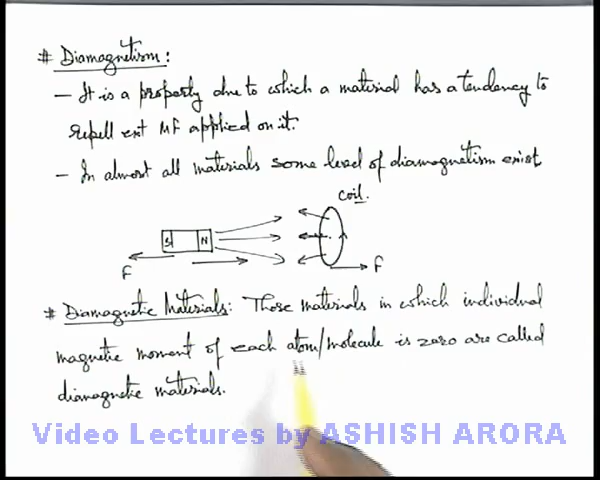 # Diamagnetism:
- It is a property due to which a material has a tendency to
repell ext MF applied on it.
- In almost all materials some level of diamagnetism exist
coil.
S N
F
F
# Diamagnetic Materials: Those materials in which individual
magnetic moment of each atom/molecule is zero are called
diamagnetic materials.
Video Lectures by ASHISH ARORA